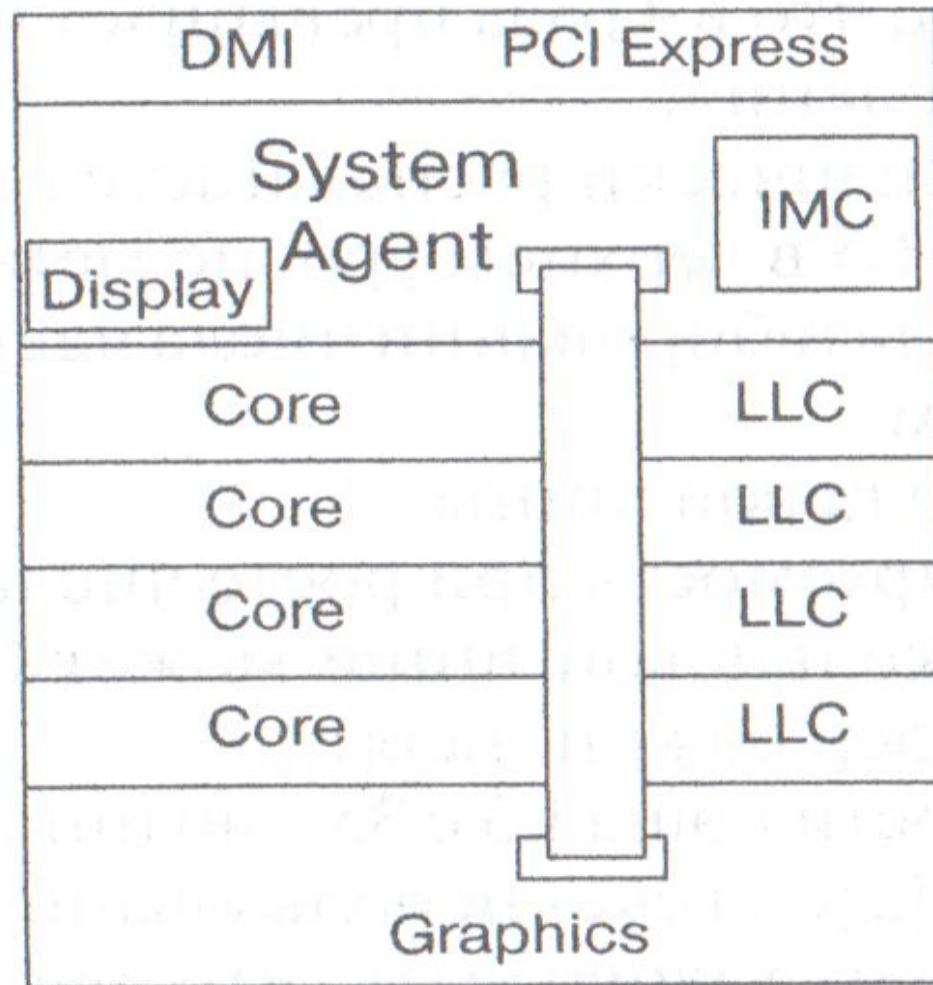 DMI PCI Express
System
Agent
IMC
Display
Core LLC
Core LLC
Core LLC
Core LLC
Graphics